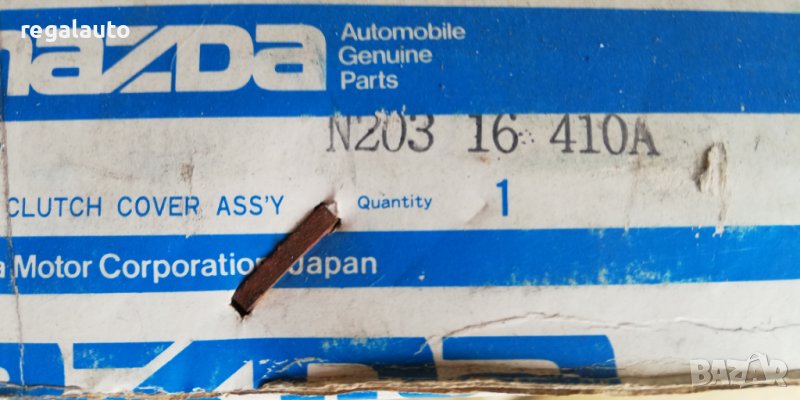 regalauto
mazda
Automobile
Genuine
Parts
N203 16 410A
CLUTCH COVER ASS'Y Quantity 1
a Motor Corporation Japan
BAZAR